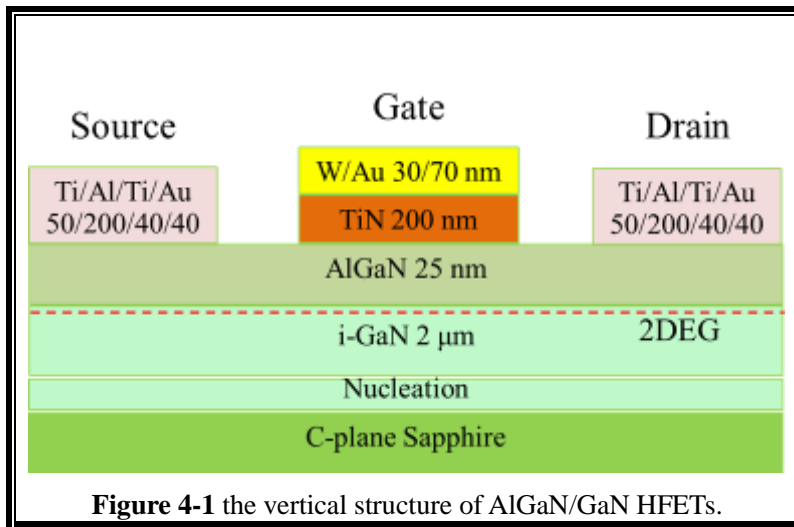 Source
Gate
Drain
Ti/Al/Ti/Au
50/200/40/40
W/Au 30/70 nm
TiN 200 nm
Ti/Al/Ti/Au
50/200/40/40
AlGaN 25 nm
i-GaN 2 μm
2DEG
Nucleation
C-plane Sapphire
Figure 4-1 the vertical structure of AlGaN/GaN HFETs.